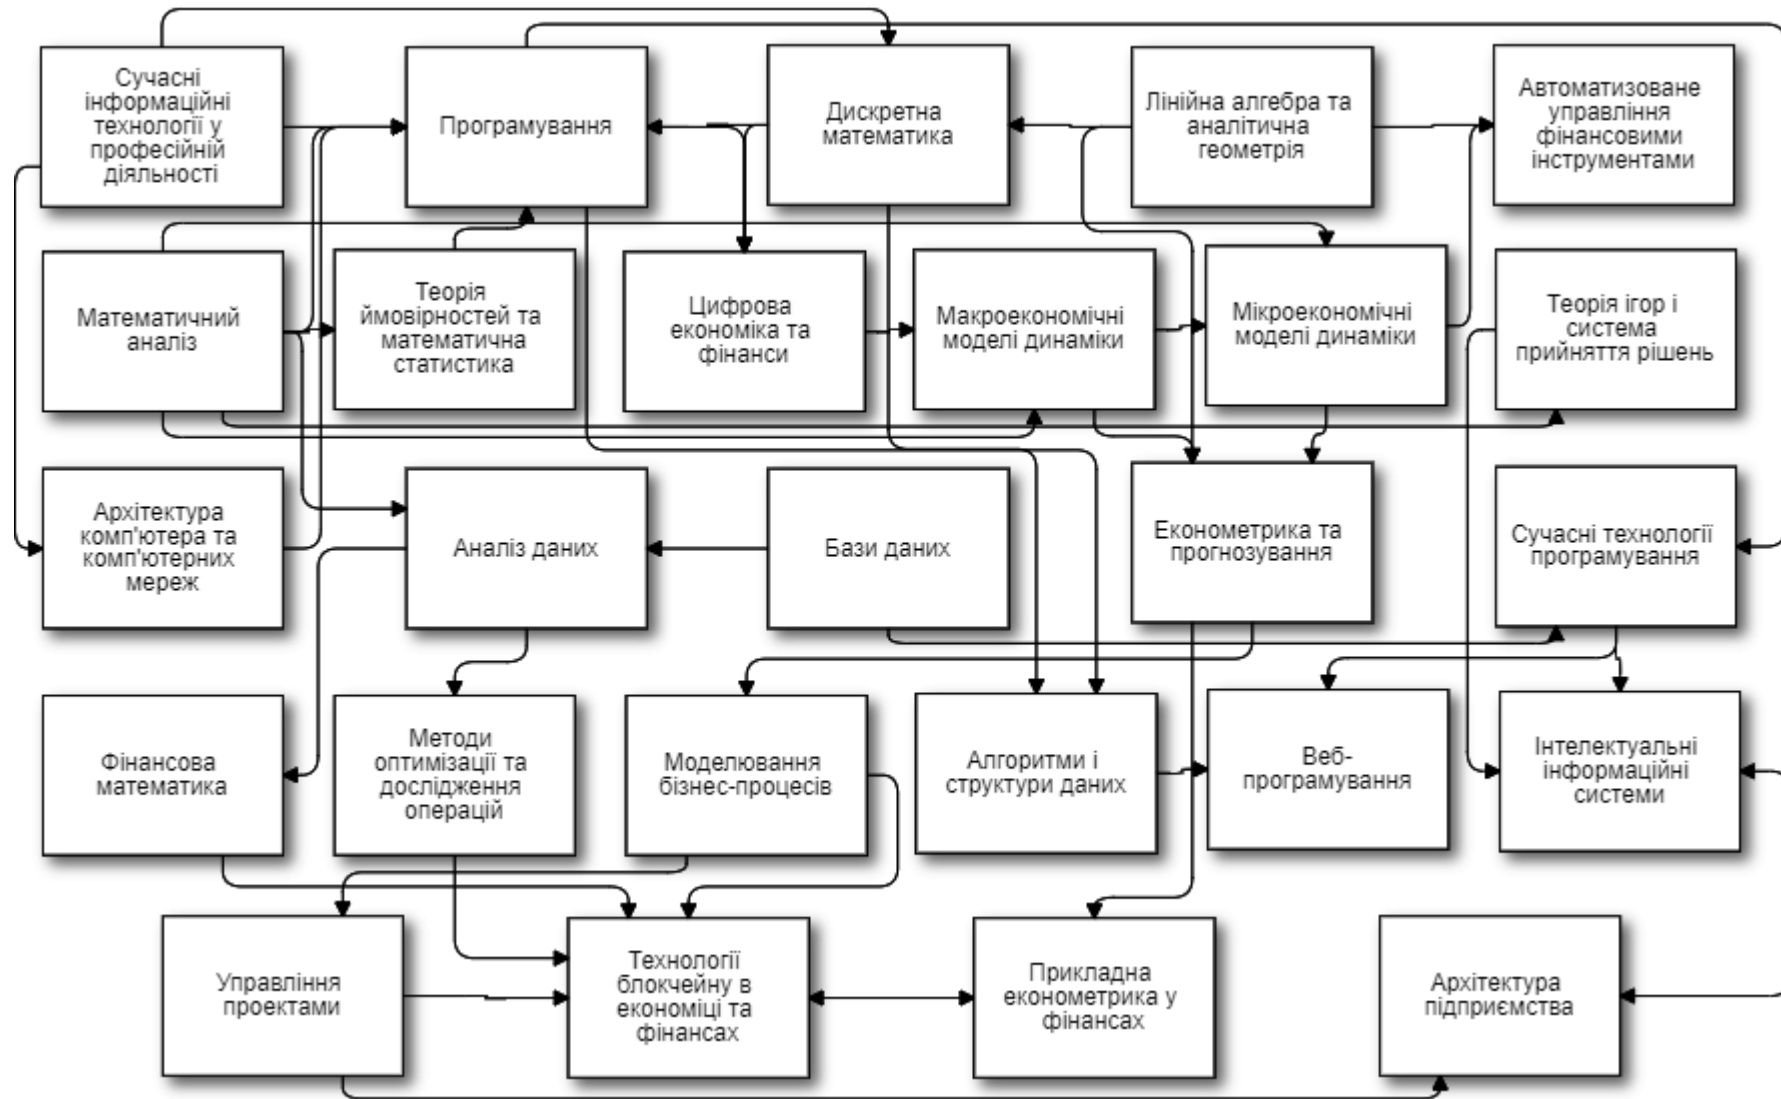 Сучасні
інформаційні
технології у
професійній
діяльності
Програмування
Дискретна
математика
Лінійна алгебра та
аналітична
геометрія
Автоматизоване
управління
фінансовими
інструментами
Математичний
аналіз
Теорія
ймовірностей та
математична
статистика
Цифрова
економіка та
фінанси
Макроекономічні
моделі динаміки
Мікроекономічні
моделі динаміки
Теорія ігор і
система
прийняття рішень
Архітектура
комп'ютера та
комп'ютерних
мереж
Аналіз даних
Бази даних
Економетрика та
прогнозування
Сучасні технології
програмування
Фінансова
математика
Методи
оптимізації та
дослідження
операцій
Моделювання
бізнес-процесів
Алгоритми і
структури даних
Веб-
програмування
Інтелектуальні
інформаційні
системи
Управління
проектами
Технології
блокчейну в
економіці та
фінансах
Прикладна
економетрика у
фінансах
Архітектура
підприємства